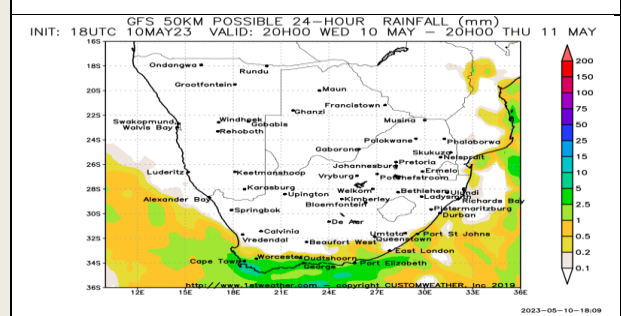 GFS 50KM POSSIBLE 24-HOUR RAINFALL (mm)
INIT: 18UTC 10MAY23 VALID: 20H00 WED 10 MAY - 20H00 THU 11 MAY
16S
18S
20S
22S
24S
26S
28S
30S
32S
34S
36S
Ondangwa
Rundu
Grootfontein
Maun
Francistown
Ghanzi
Swakopmund
Windhoek
Gobabis
Musina
Walvis Bay
Rehoboth
Polokwane
Phalaborwa
Gaborone
Skukuza
Johannesburg
Pretoria
Nelspruit
Luderitz
Keetmanshoop
Vryburg
Potchefstroom
Ermelo
Karasburg
Upington
Welkom
Bethlehem
Ulundi
Alexander Bay
Kimberley
Ladysmith
Richards Bay
Springbok
Bloemfontein
Pietermaritzburg
Durban
De Aar
Calvinia
Umtata
Port St Johns
Vredendal
Beaufort West
Queenstown
East London
Cape Town
Worcester
Oudtshoorn
George
Port Elizabeth
http://www.1stweather.com - copyright CUSTOMWEATHER, Inc 2019
12E 15E 18E 21E 24E 27E 30E 33E 36E
200
150
100
75
50
25
15
10
5
2.5
1
0.5
0.2
0.1
2023-05-10-18:09